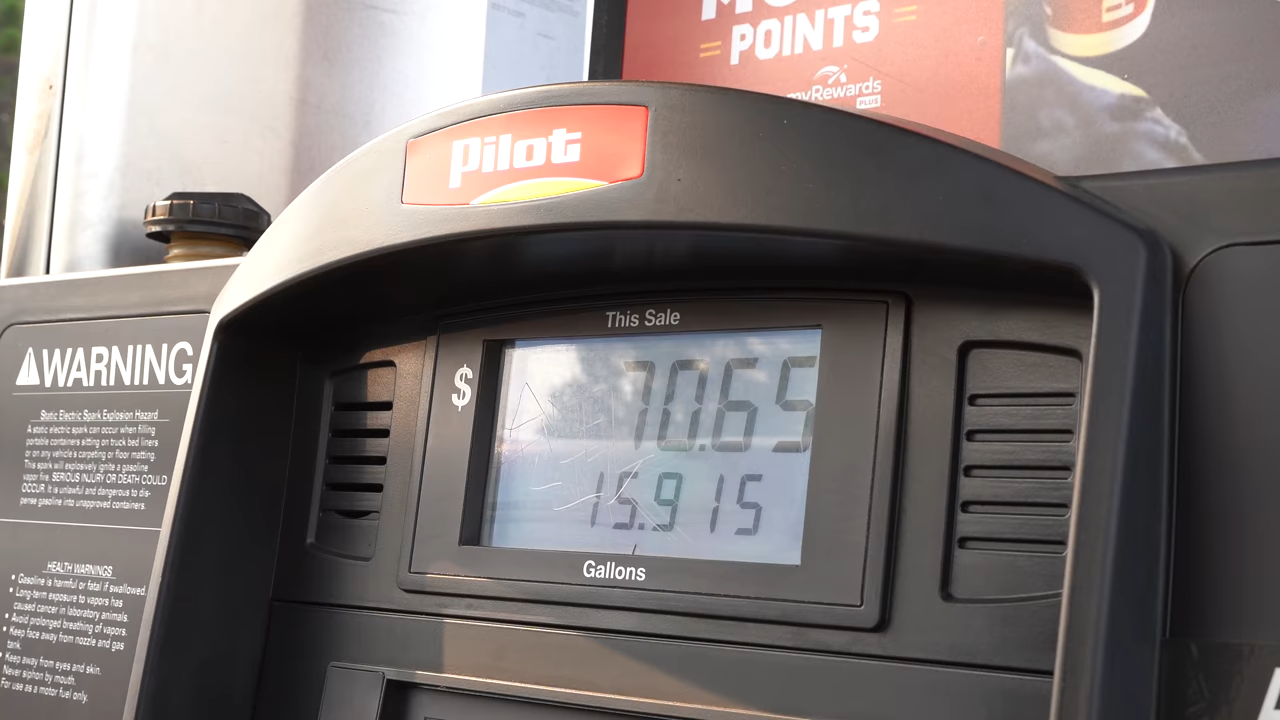 POINTS
myRewards
PLUS
Pilot
This Sale
$
70.65
15.915
Gallons
WARNING
Static Electric Spark Explosion Hazard
A static electric spark can occur when filling
portable containers sitting on truck bed liners
or on any vehicle's carpeting or floor matting.
This spark will explosively ignite a gasoline
vapor fire. SERIOUS INJURY OR DEATH COULD
OCCUR. It is unlawful and dangerous to dis-
pense gasoline into unapproved containers.
HEALTH WARNINGS
• Gasoline is harmful or fatal if swallowed.
• Long-term exposure to vapors has
caused cancer in laboratory animals.
• Avoid prolonged breathing of vapors.
• Keep face away from nozzle and gas
tank.
• Keep away from eyes and skin.
Never siphon by mouth.
For use as a motor fuel only.